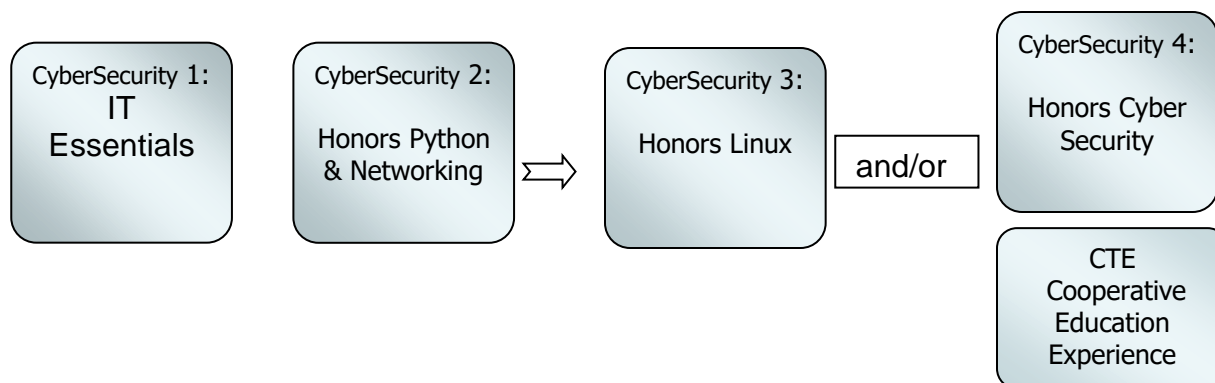 CyberSecurity 1:
IT
Essentials
CyberSecurity 2:
Honors Python
& Networking
CyberSecurity 3:
Honors Linux
and/or
CyberSecurity 4:
Honors Cyber
Security
CTE
Cooperative
Education
Experience